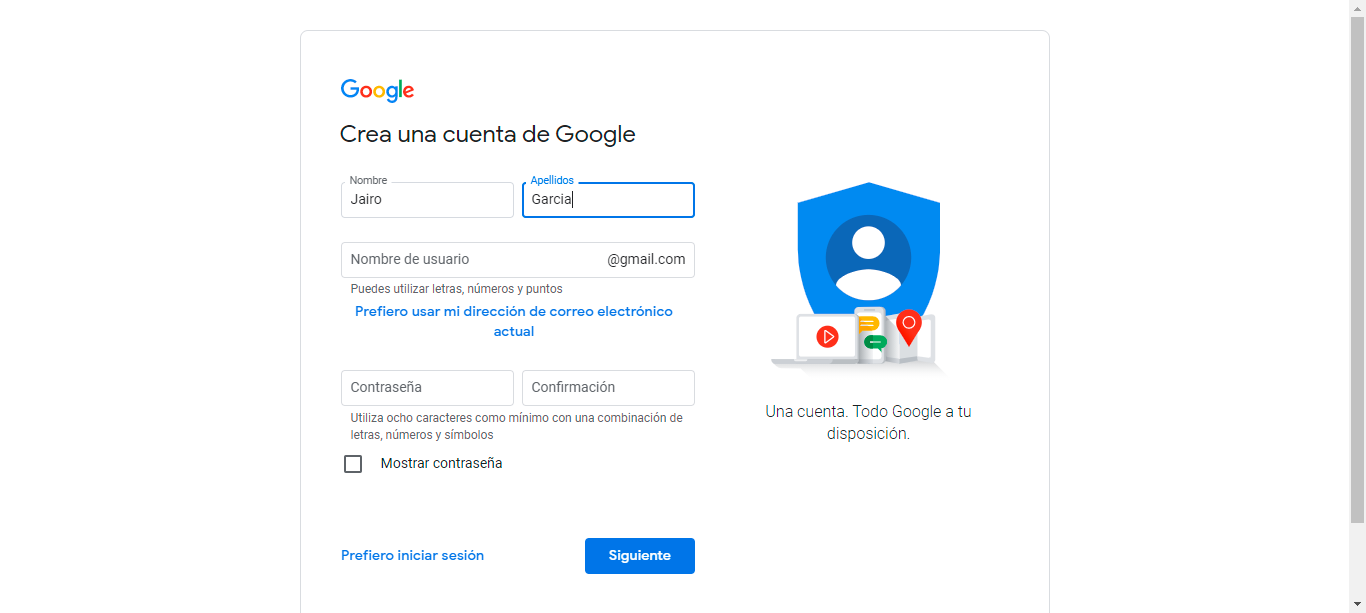 Google
Crea una cuenta de Google
Nombre
Apellidos
Jairo
Garcia
Nombre de usuario
@gmail.com
Puedes utilizar letras, números y puntos
Prefiero usar mi dirección de correo electrónico
actual
Contraseña
Confirmación
Utiliza ocho caracteres como mínimo con una combinación de
letras, números y símbolos
Mostrar contraseña
Prefiero iniciar sesión
Siguiente
Una cuenta. Todo Google a tu
disposición.